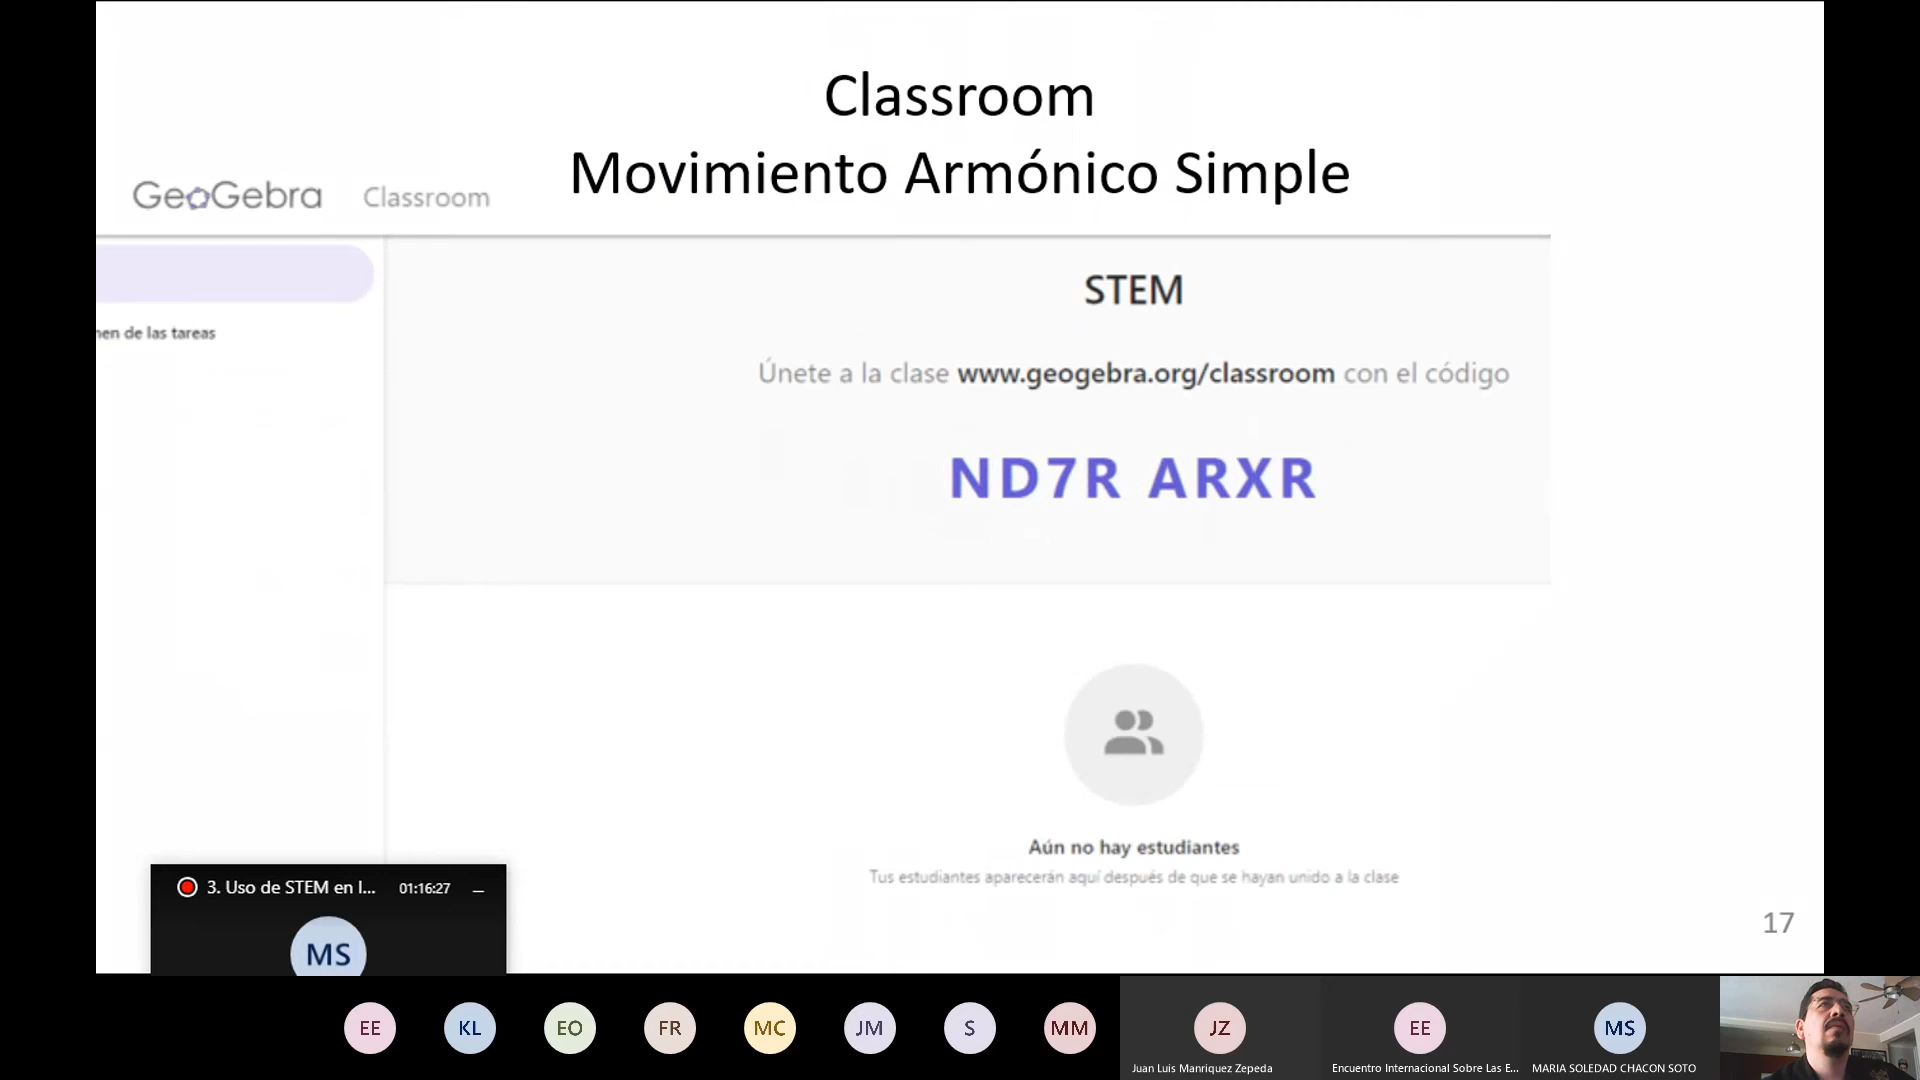 Classroom
Movimiento Armónico Simple
GeoGebra Classroom
STEM
men de las tareas
Únete a la clase www.geogebra.org/classroom con el código
ND7R ARXR
Aún no hay estudiantes
Tus estudiantes aparecerán aquí después de que se hayan unido a la clase
3. Uso de STEM en l... 01:16:27
MS
17
EE KL EO FR MC JM S MM JZ EE MS
Juan Luis Manriquez Zepeda Encuentro Internacional Sobre Las E... MARIA SOLEDAD CHACON SOTO